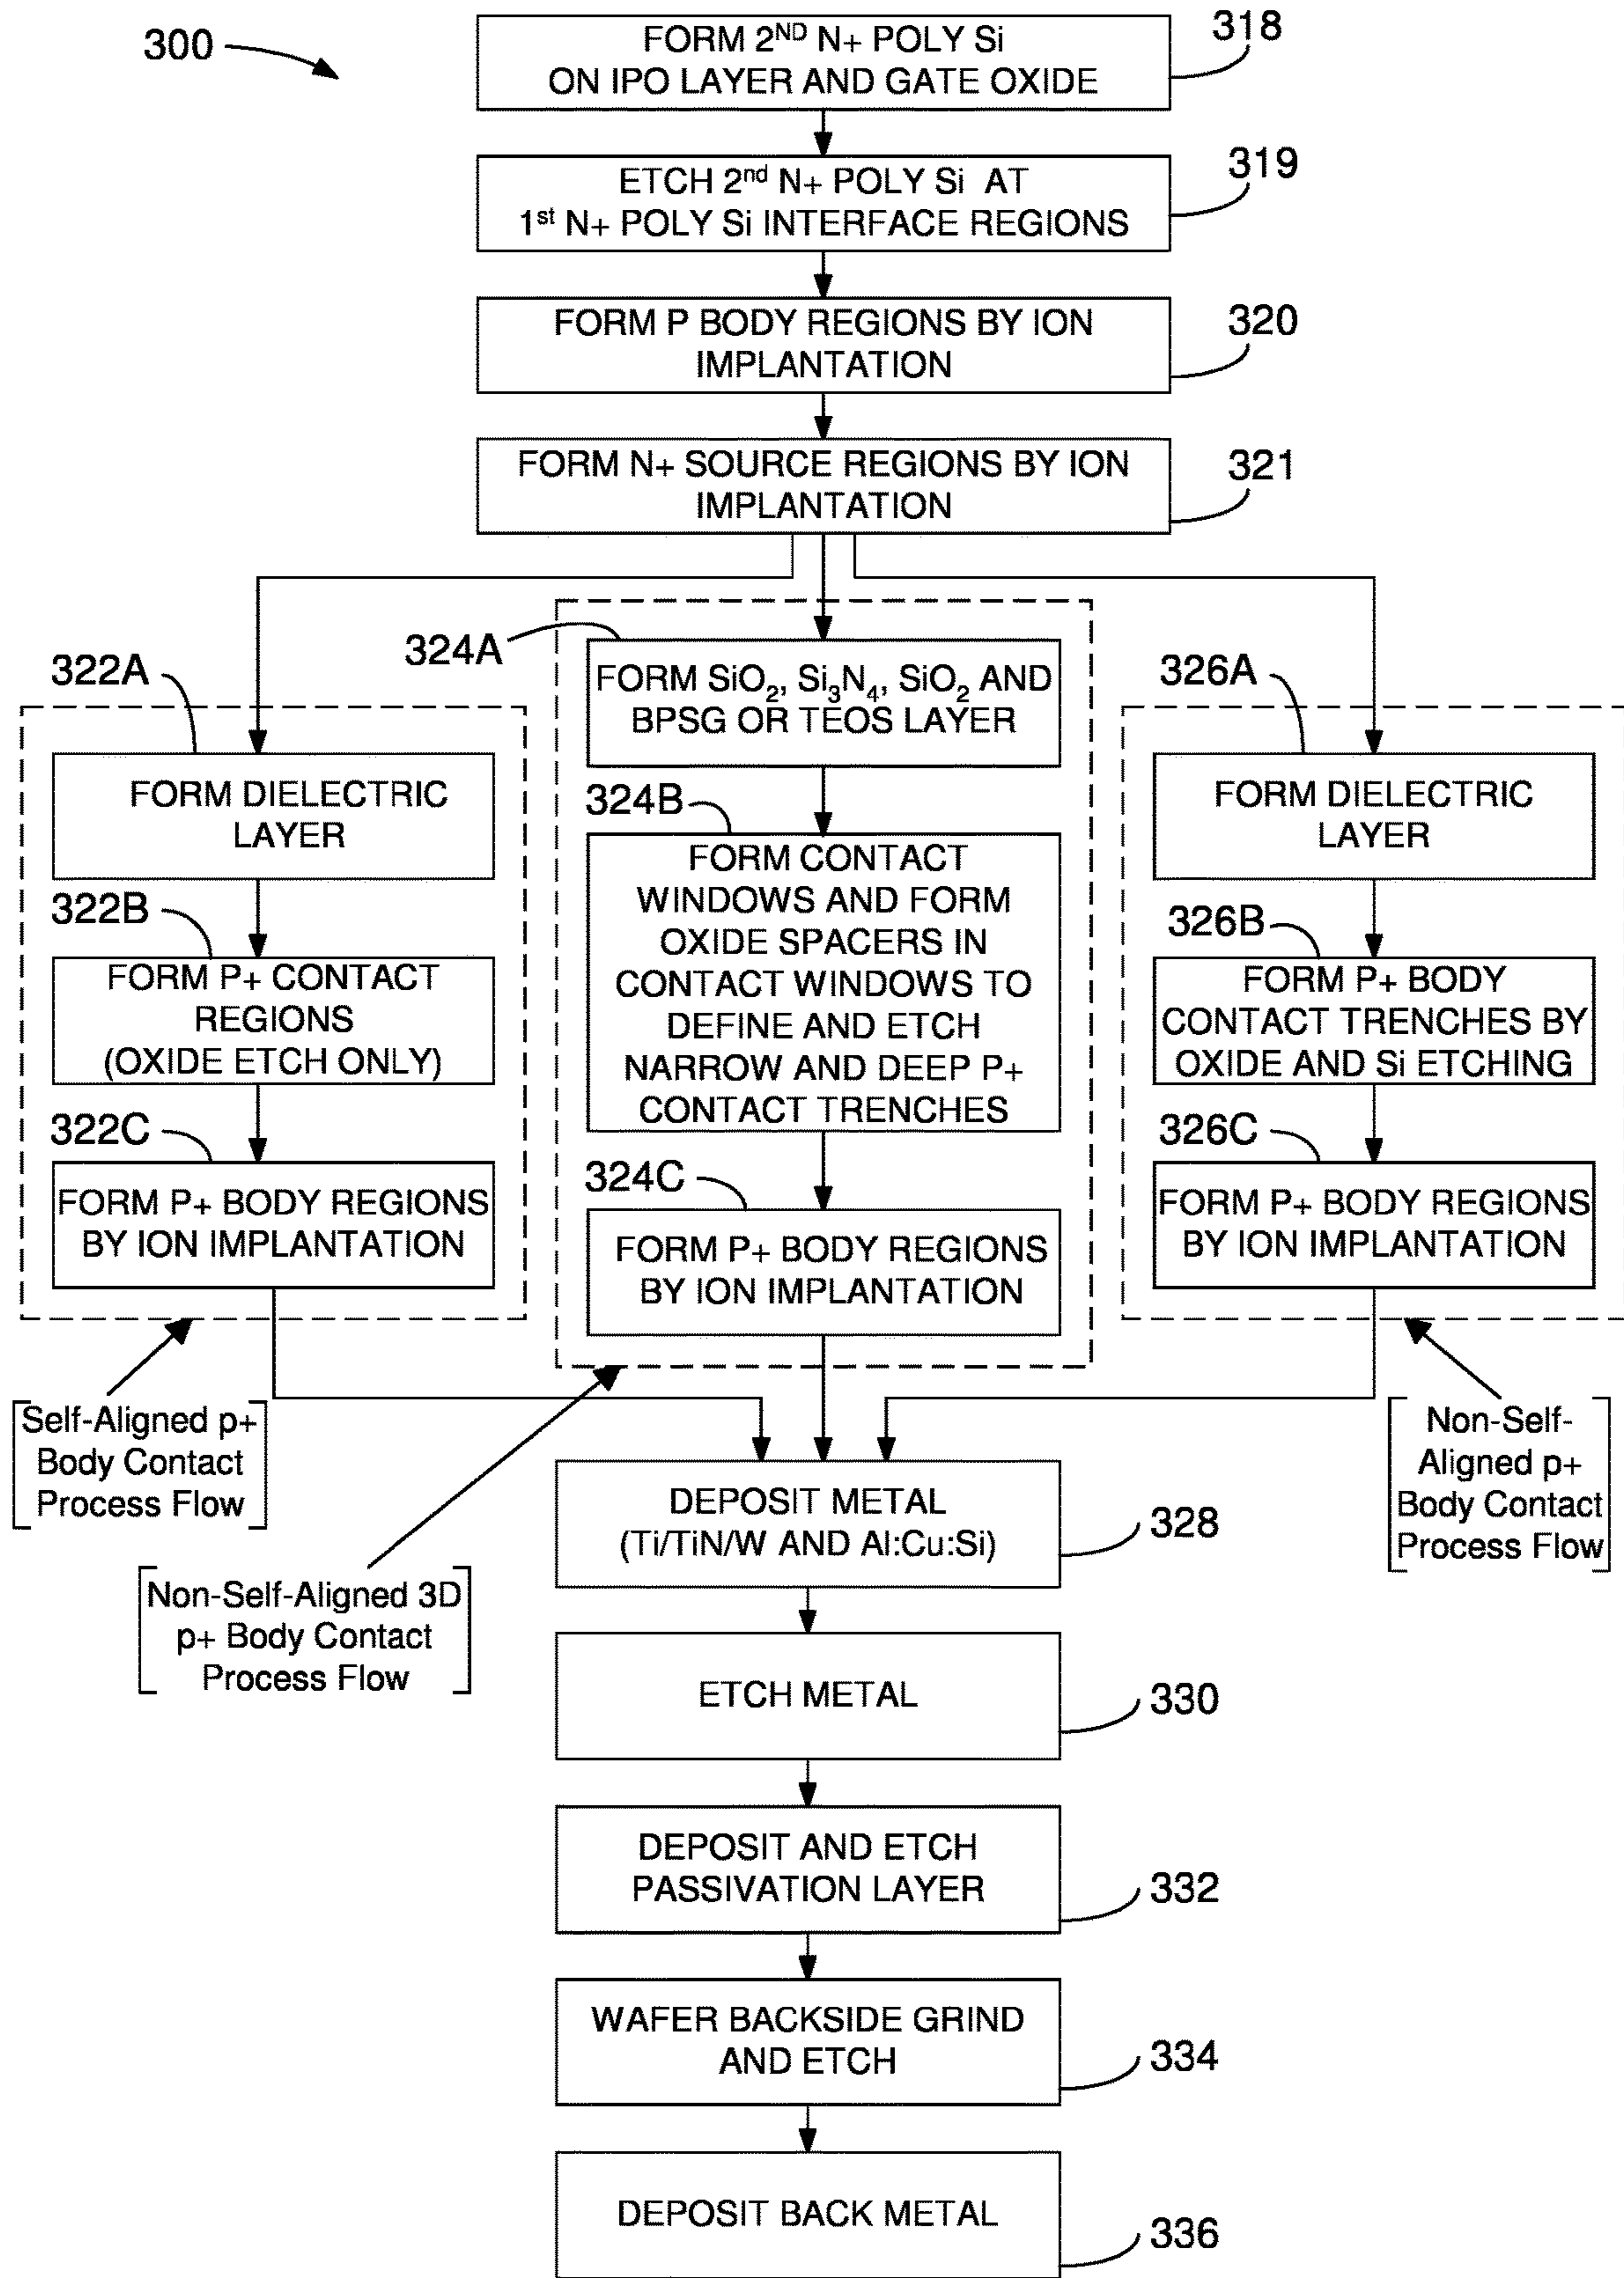 300
FORM 2ND N+ POLY Si
ON IPO LAYER AND GATE OXIDE
318
ETCH 2nd N+ POLY Si AT
1st N+ POLY Si INTERFACE REGIONS
319
FORM P BODY REGIONS BY ION
IMPLANTATION
320
FORM N+ SOURCE REGIONS BY ION
IMPLANTATION
321
322A
FORM DIELECTRIC
LAYER
322B
FORM P+ CONTACT
REGIONS
(OXIDE ETCH ONLY)
322C
FORM P+ BODY REGIONS
BY ION IMPLANTATION
Self-Aligned p+
Body Contact
Process Flow
324A
FORM SiO2, Si3N4, SiO2 AND
BPSG OR TEOS LAYER
324B
FORM CONTACT
WINDOWS AND FORM
OXIDE SPACERS IN
CONTACT WINDOWS TO
DEFINE AND ETCH
NARROW AND DEEP P+
CONTACT TRENCHES
324C
FORM P+ BODY REGIONS
BY ION IMPLANTATION
Non-Self-Aligned 3D
p+ Body Contact
Process Flow
326A
FORM DIELECTRIC
LAYER
326B
FORM P+ BODY
CONTACT TRENCHES BY
OXIDE AND Si ETCHING
326C
FORM P+ BODY REGIONS
BY ION IMPLANTATION
Non-Self-
Aligned p+
Body Contact
Process Flow
DEPOSIT METAL
(Ti/TiN/W AND Al:Cu:Si)
328
ETCH METAL
330
DEPOSIT AND ETCH
PASSIVATION LAYER
332
WAFER BACKSIDE GRIND
AND ETCH
334
DEPOSIT BACK METAL
336